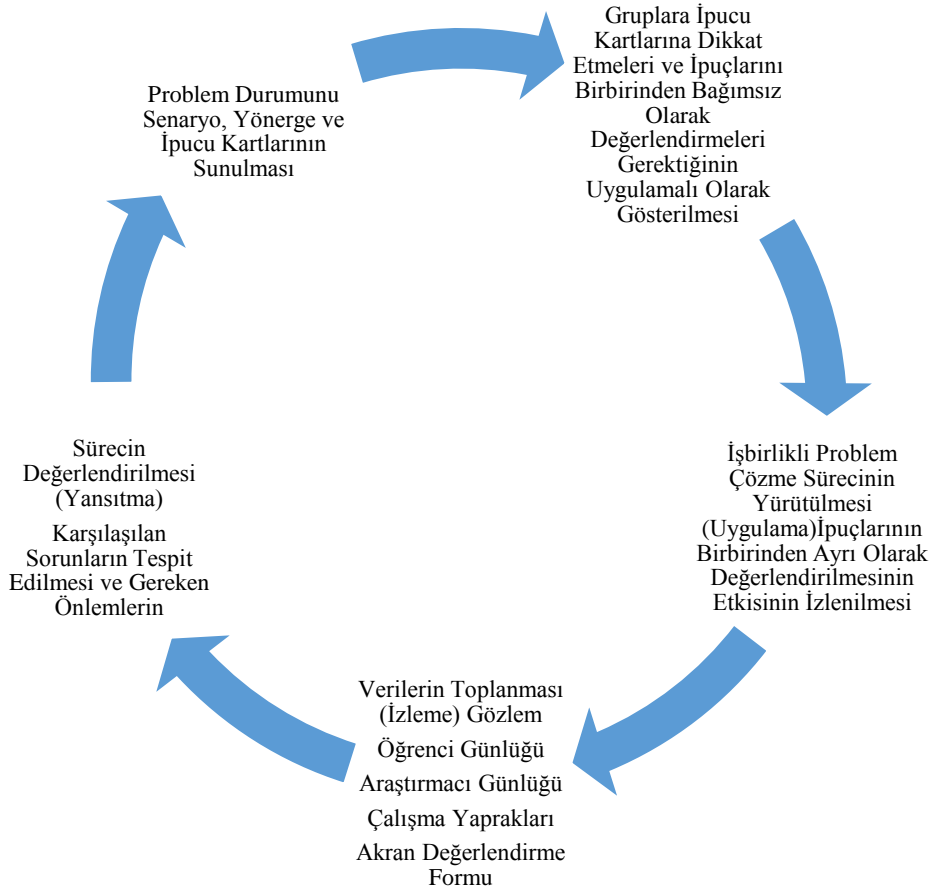 Problem Durumunu
Senaryo, Yönerge ve
İpucu Kartlarının
Sunulması
Gruplara İpucu
Kartlarına Dikkat
Etmeleri ve İpuçlarını
Birbirinden Bağımsız
Olarak
Değerlendirmeleri
Gerektiğinin
Uygulamalı Olarak
Gösterilmesi
İşbirlikli Problem
Çözme Sürecinin
Yürütülmesi
(Uygulama)İpuçlarının
Birbirinden Ayrı Olarak
Değerlendirilmesinin
Etkisinin İzlenilmesi
Verilerin Toplanması
(İzleme) Gözlem
Öğrenci Günlüğü
Araştırmacı Günlüğü
Çalışma Yaprakları
Akran Değerlendirme
Formu
Sürecin
Değerlendirilmesi
(Yansıtma)
Karşılaşılan
Sorunların Tespit
Edilmesi ve Gereken
Önlemlerin